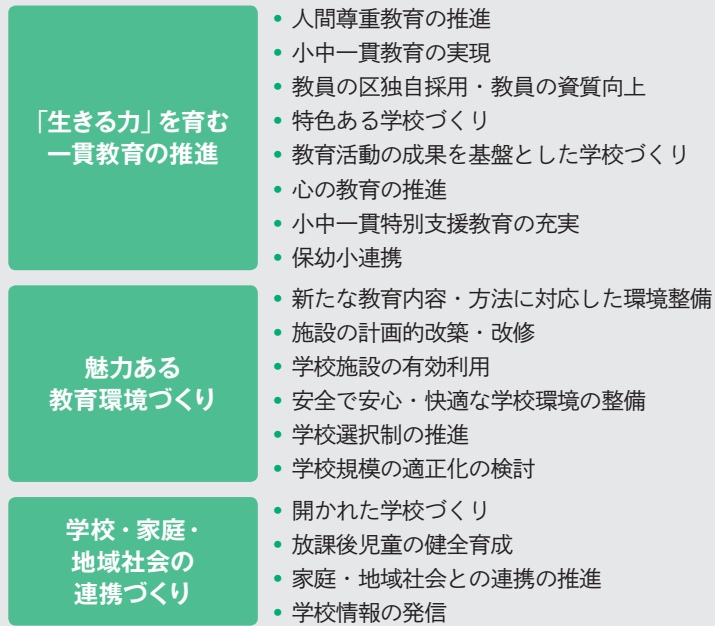 「生きる力」を育む
一貫教育の推進
• 人間尊重教育の推進
• 小中一貫教育の実現
• 教員の区独自採用・教員の資質向上
• 特色ある学校づくり
• 教育活動の成果を基盤とした学校づくり
• 心の教育の推進
• 小中一貫特別支援教育の充実
• 保幼小連携
魅力ある
教育環境づくり
• 新たな教育内容・方法に対応した環境整備
• 施設の計画的改築・改修
• 学校施設の有効利用
• 安全で安心・快適な学校環境の整備
• 学校選択制の推進
• 学校規模の適正化の検討
学校・家庭・
地域社会の
連携づくり
• 開かれた学校づくり
• 放課後児童の健全育成
• 家庭・地域社会との連携の推進
• 学校情報の発信